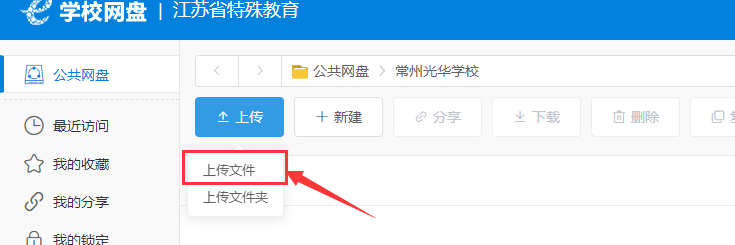 学校网盘 | 江苏省特殊教育
公共网盘
公共网盘 > 常州光华学校
上传 新建 分享 下载 删除
最近访问
上传文件
我的收藏
上传文件夹
我的分享
我的锁定